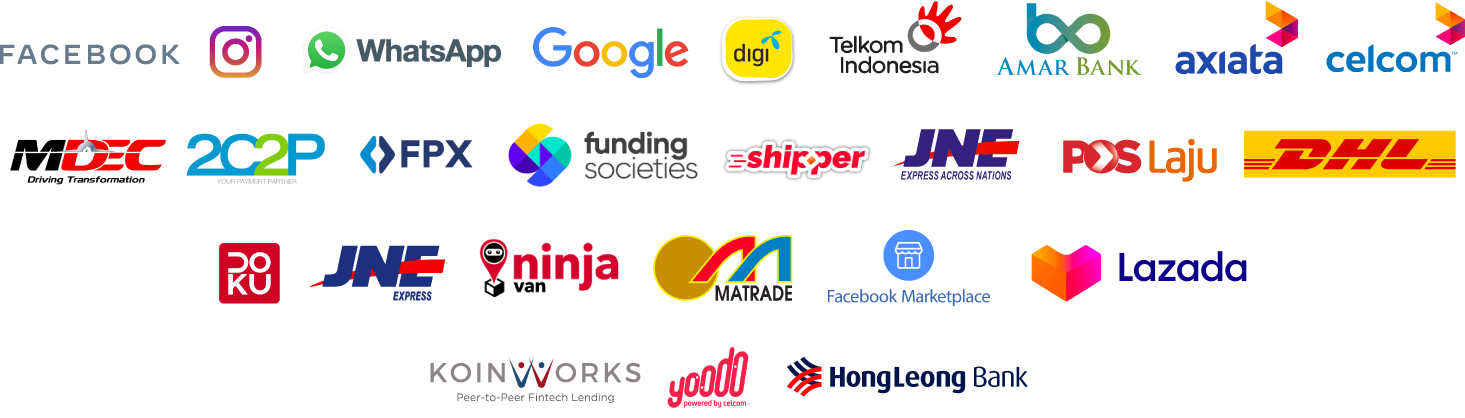 FACEBOOK
WhatsApp
Google
digi
Telkom
Indonesia
AMAR BANK
axiata
celcom™
MDEC
Driving Transformation
2C2P
YOUR PAYMENT PARTNER
FPX
funding
societies
shipper
JNE
EXPRESS ACROSS NATIONS
POS Laju
DHL
DO
KU
JNE
EXPRESS
ninja
van
MATRADE
Facebook Marketplace
Lazada
KOINWORKS
Peer-to-Peer Fintech Lending
yoodo
powered by celcom
HongLeong Bank